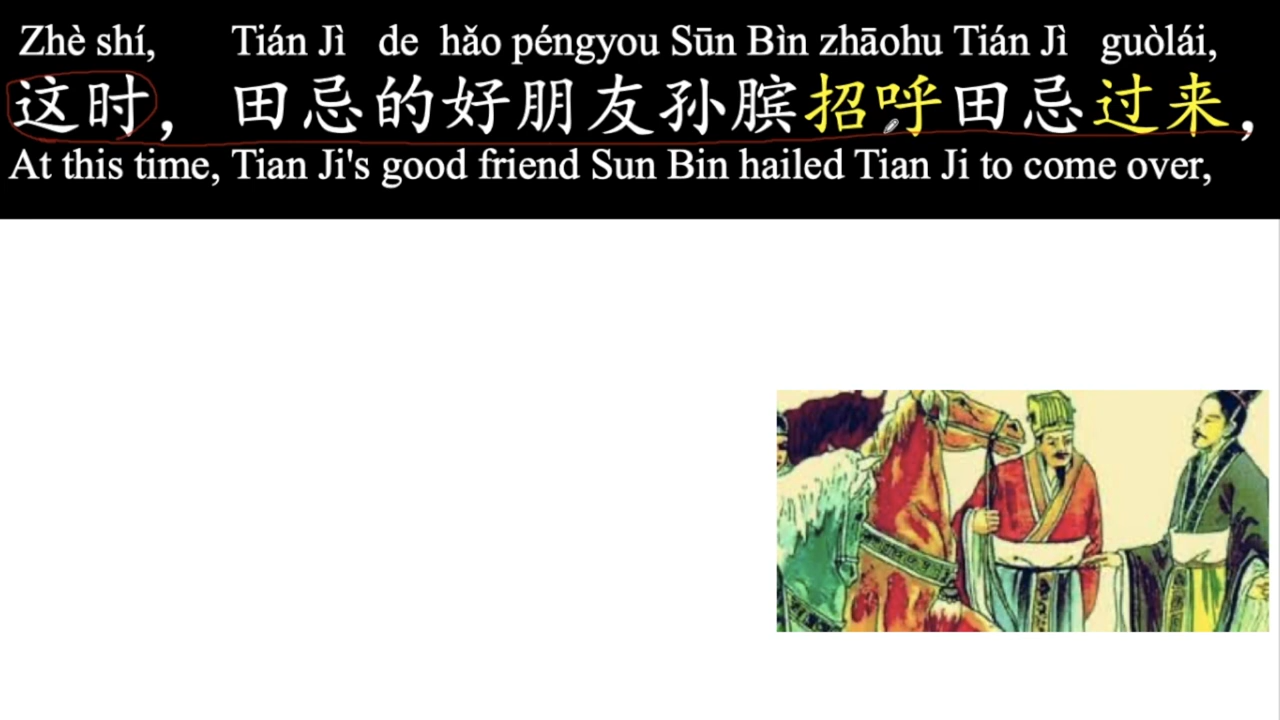 Zhè shí, Tián Jì de hǎo péngyou Sūn Bìn zhāohu Tián Jì guòlái,
这时，田忌的好朋友孙膑招呼田忌过来，
At this time, Tian Ji's good friend Sun Bin hailed Tian Ji to come over,